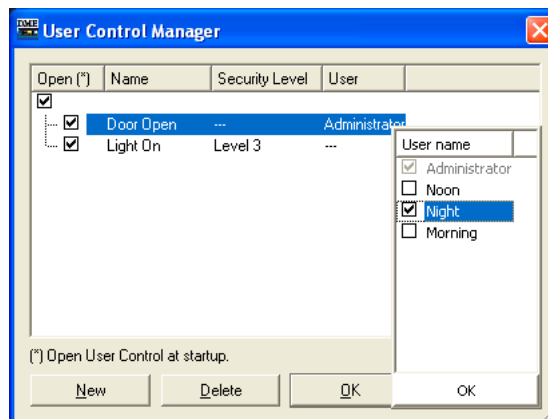 DME
User Control Manager
Open (*) Name Security Level User
Door Open --- Administrator
Light On Level 3 ---
User name
Administrator
Noon
Night
Morning
(*) Open User Control at startup.
New Delete OK OK